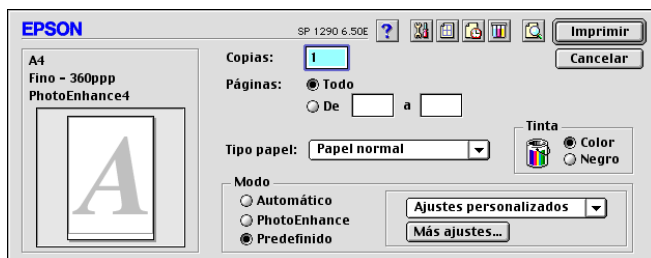 EPSON
SP 1290 6.50E
?
Imprimir
A4
Fino - 360ppp
PhotoEnhance4
A
Copias: 1
Cancelar
Páginas: Todo
De a
Tipo papel: Papel normal
Tinta
Color
Negro
Modo
Automático
PhotoEnhance
Predefinido
Ajustes personalizados
Más ajustes...